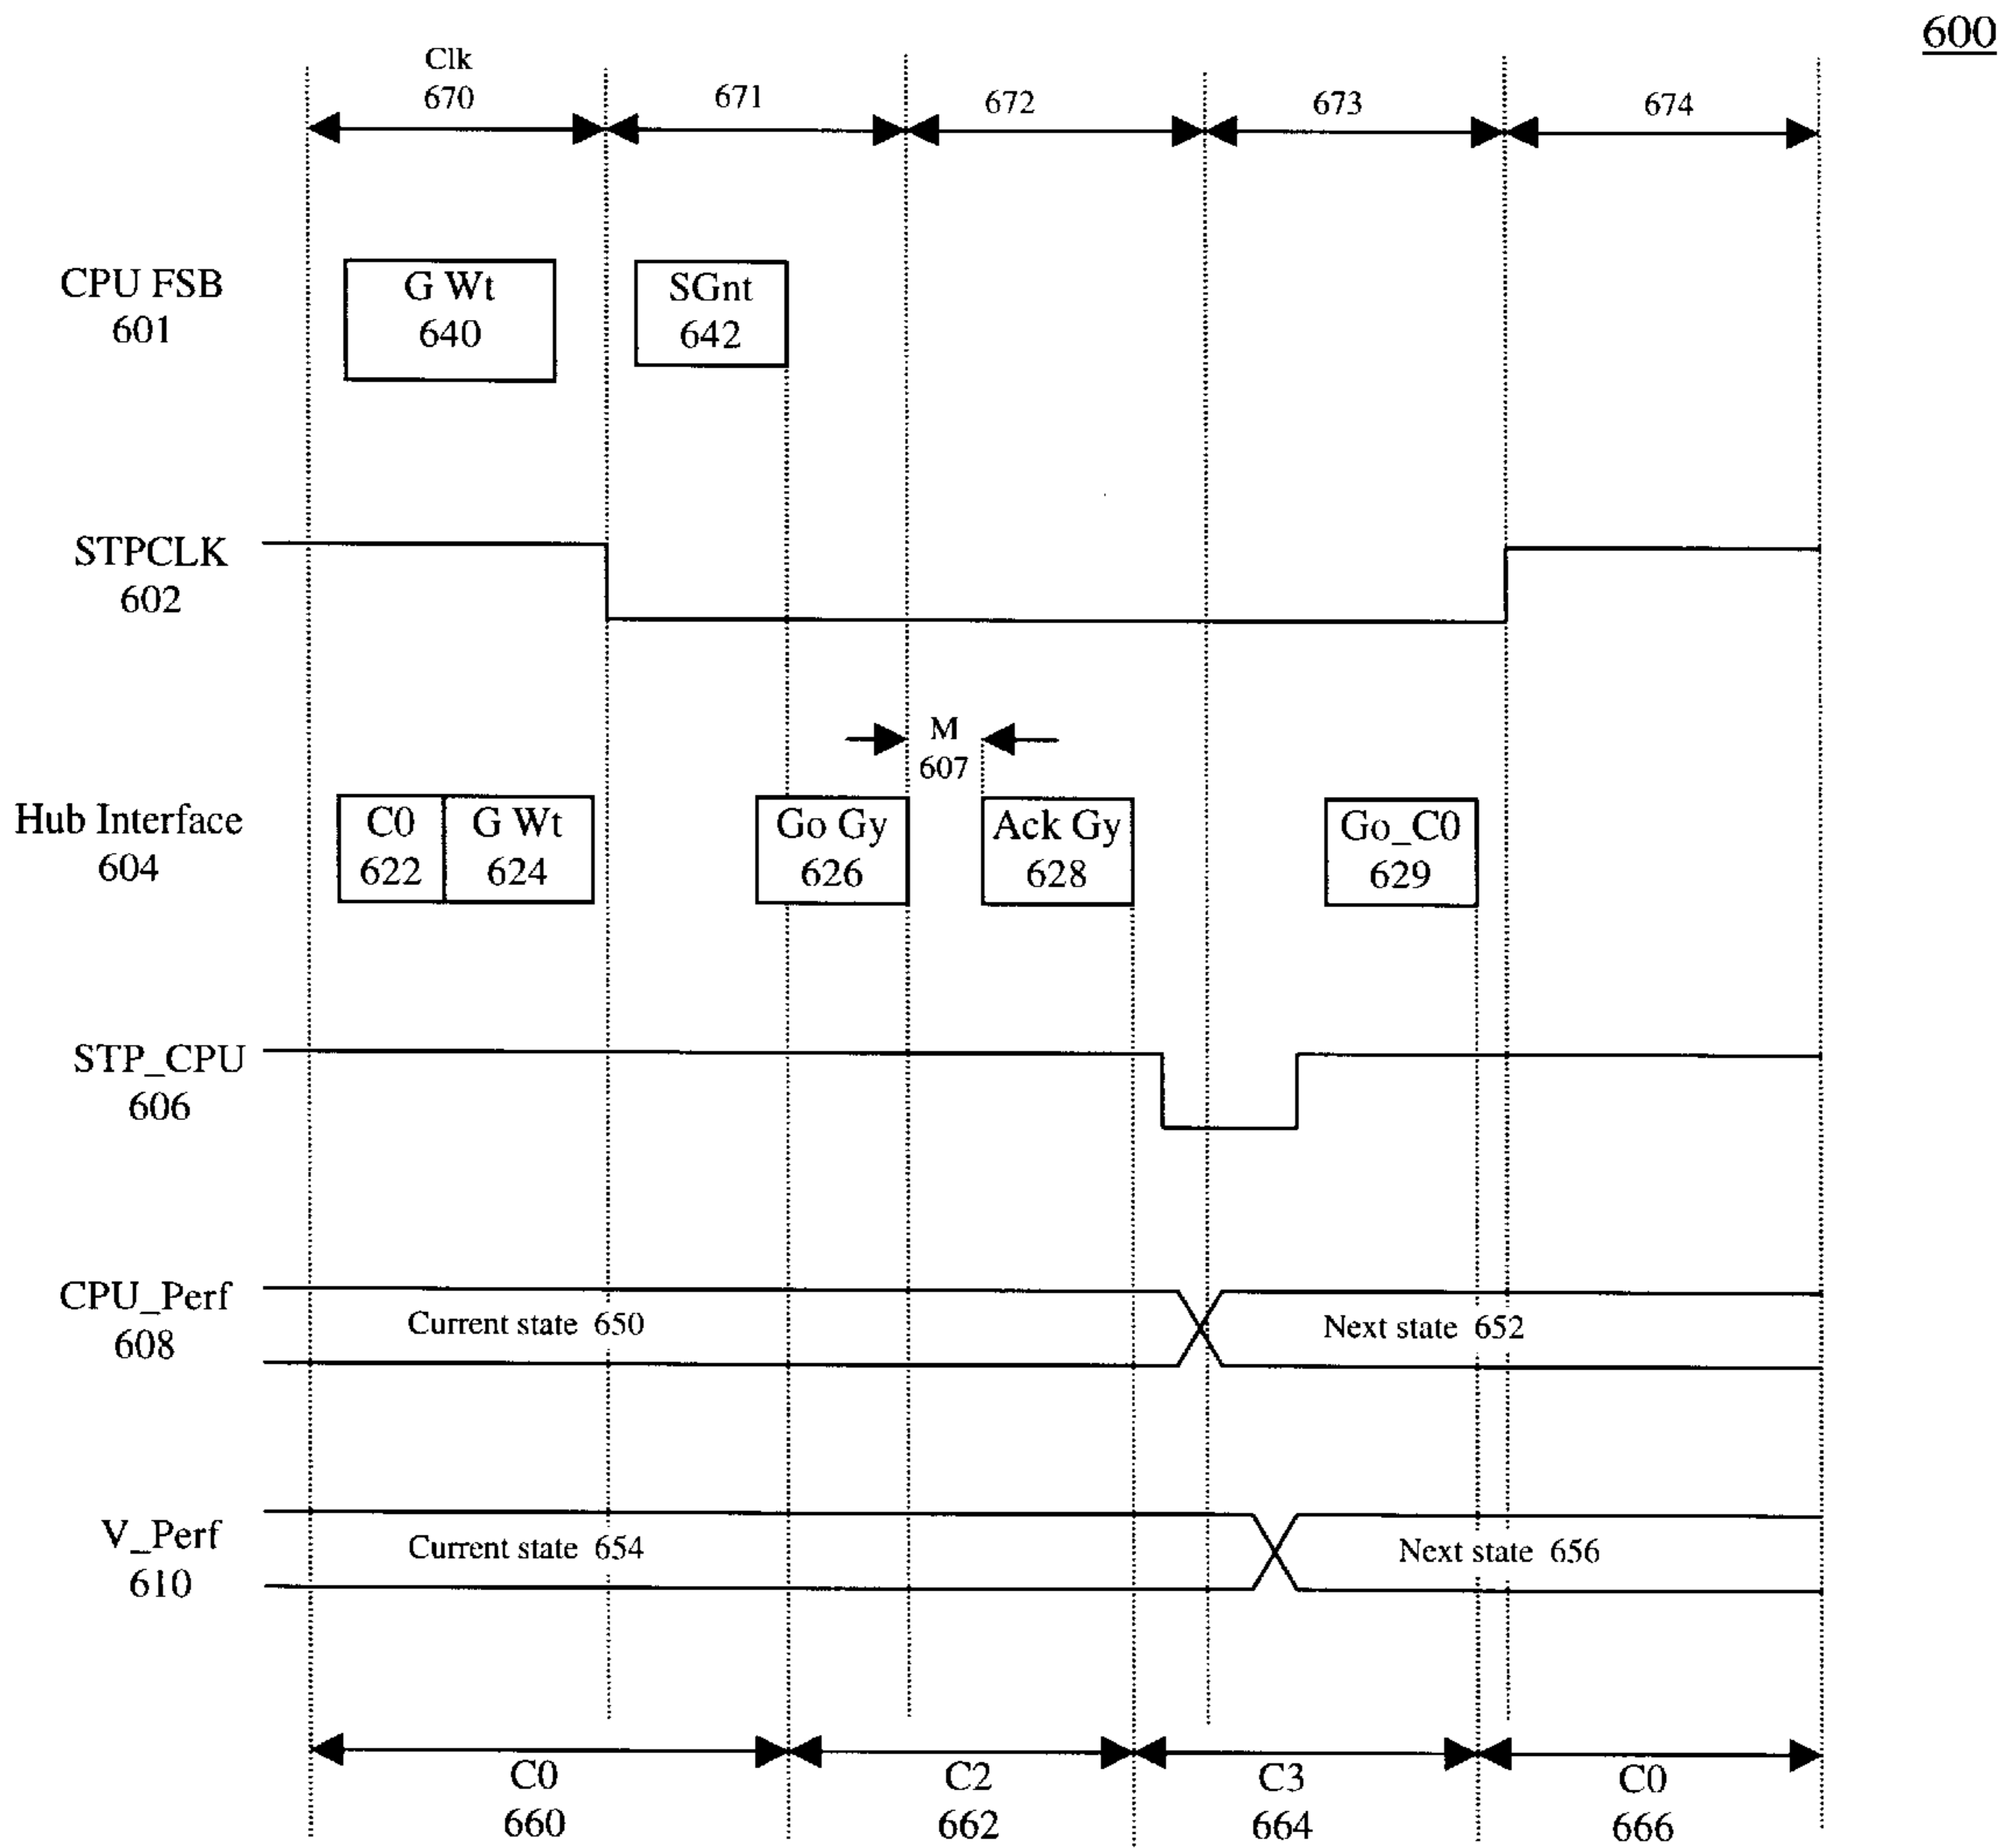 600
Clk
670
671
672
673
674
CPU FSB
601
G Wt
640
SGnt
642
STPCLK
602
M
607
Hub Interface
604
C0
622
G Wt
624
Go Gy
626
Ack Gy
628
Go_C0
629
STP_CPU
606
CPU_Perf
608
Current state 650
Next state 652
V_Perf
610
Current state 654
Next state 656
C0
660
C2
662
C3
664
C0
666